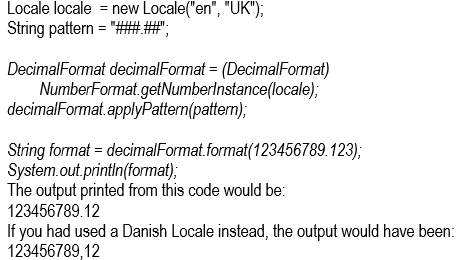 Locale locale  = new Locale("en", "UK");
String pattern = "###.##";

DecimalFormat decimalFormat = (DecimalFormat)
        NumberFormat.getNumberInstance(locale);
decimalFormat.applyPattern(pattern);

String format = decimalFormat.format(123456789.123);
System.out.println(format);
The output printed from this code would be:
123456789.12
If you had used a Danish Locale instead, the output would have been:
123456789,12